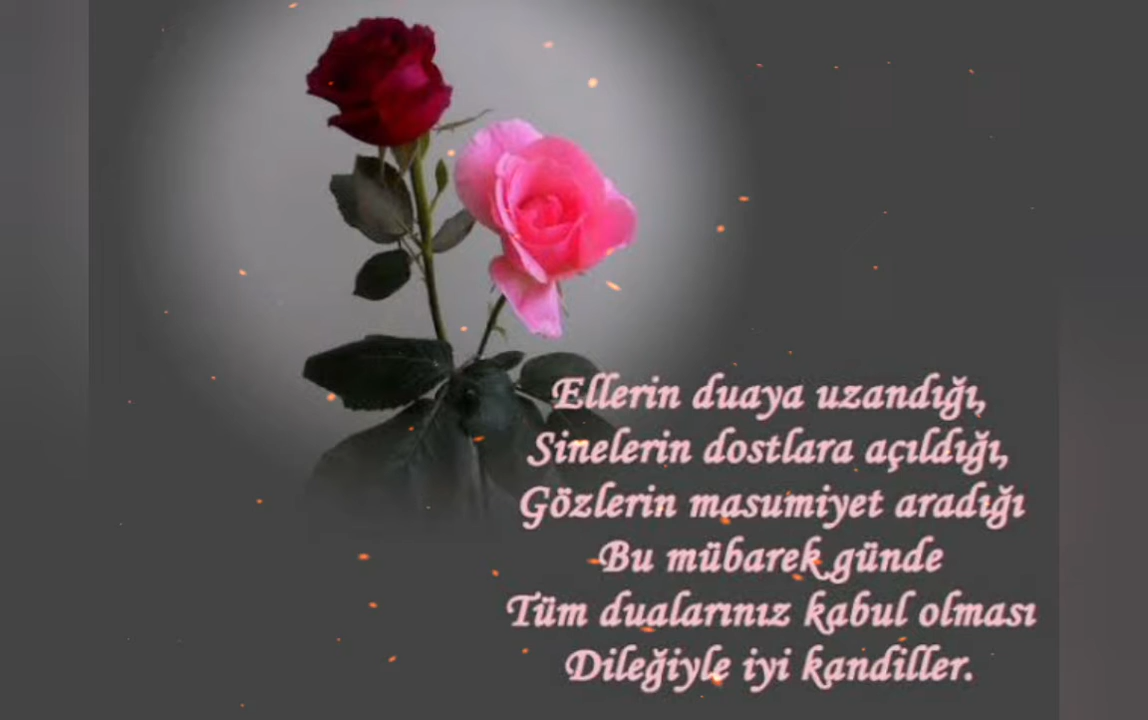 Ellerin duaya uzandığı,
Sinelerin dostlara açıldığı,
Gözlerin masumiyet aradığı
Bu mübarek günde
Tüm dualarınız kabul olması
Dileğiyle iyi kandiller.